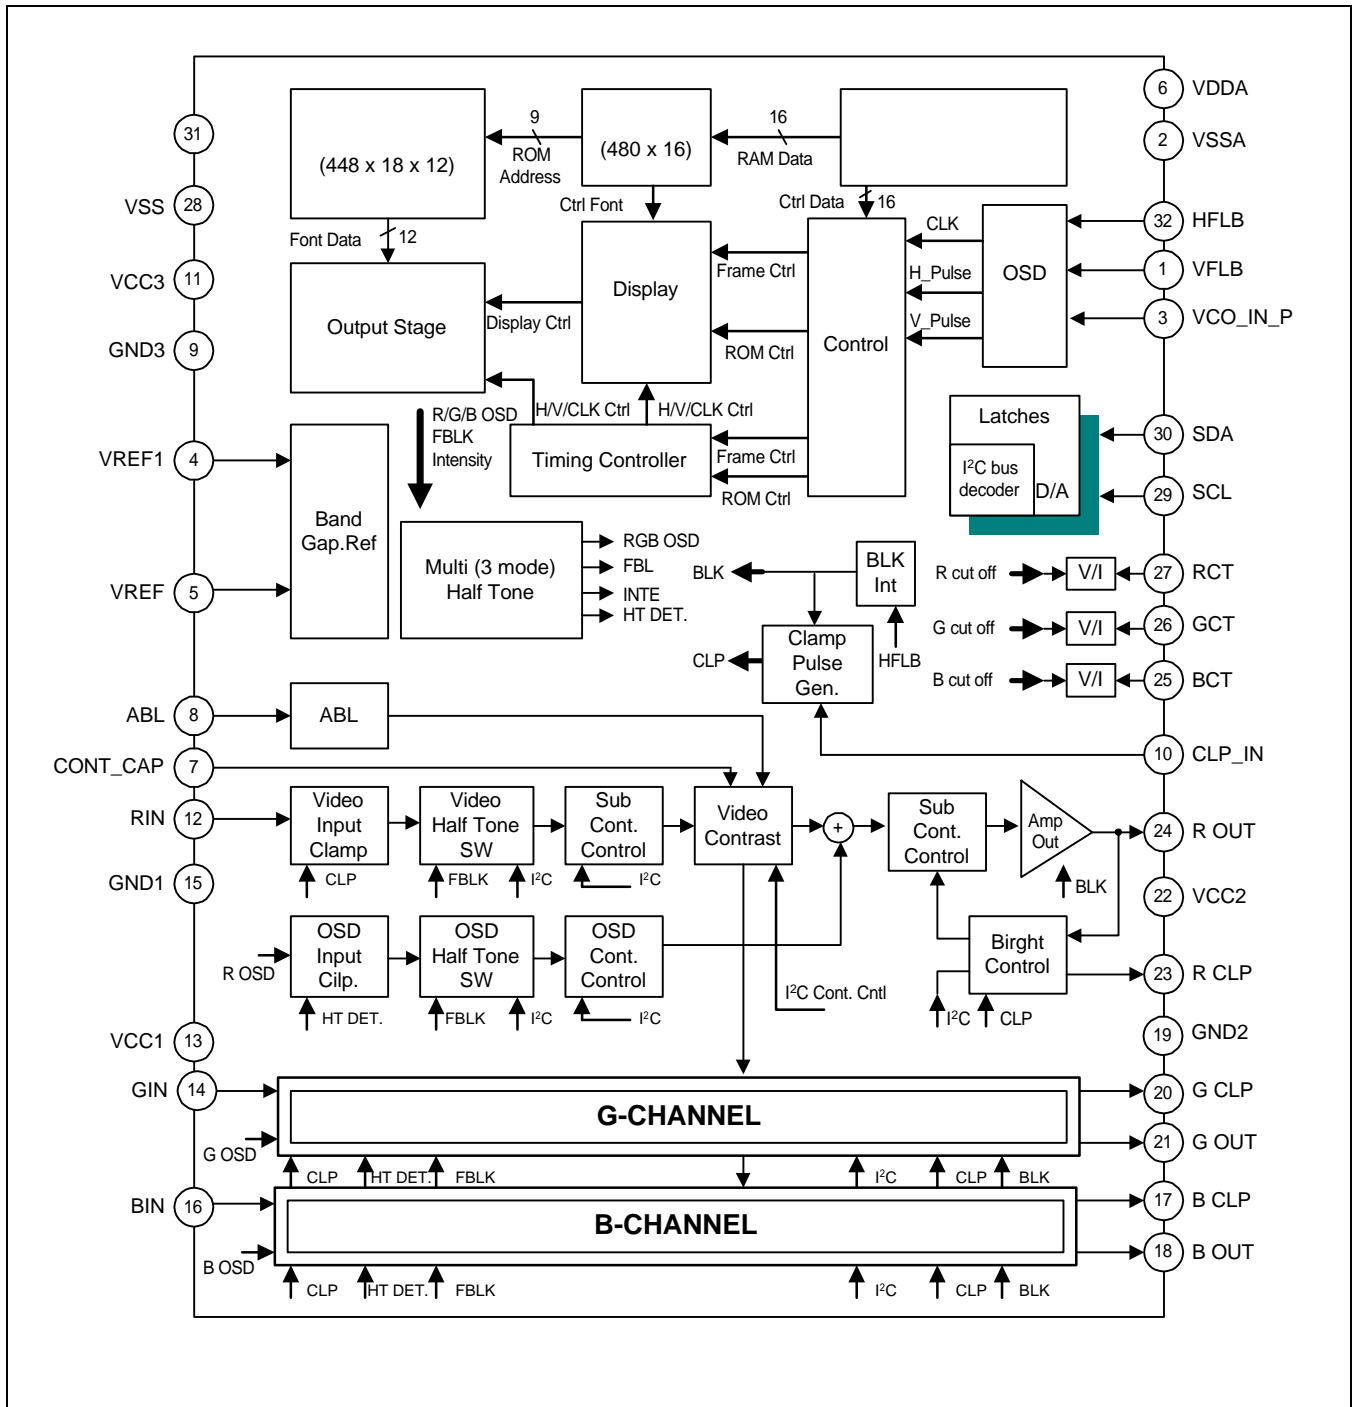 6 VDDA
2 VSSA
31
VSS 28
VCC3 11
GND3 9
VREF1 4
VREF 5
ABL 8
CONT_CAP 7
RIN 12
GND1 15
VCC1 13
GIN 14
BIN 16
32 HFLB
1 VFLB
3 VCO_IN_P
30 SDA
29 SCL
27 RCT
26 GCT
25 BCT
10 CLP_IN
24 R OUT
22 VCC2
23 R CLP
19 GND2
20 G CLP
21 G OUT
17 B CLP
18 B OUT
(448 x 18 x 12)
9
ROM
Address
(480 x 16)
16
RAM Data
Ctrl Font
Ctrl Data
16
Font Data
12
Output Stage
Display Ctrl
Display
Frame Ctrl
ROM Ctrl
Control
CLK
H_Pulse
V_Pulse
OSD
H/V/CLK Ctrl
H/V/CLK Ctrl
R/G/B OSD
FBLK
Intensity
Timing Controller
Frame Ctrl
ROM Ctrl
Latches
I²C bus
decoder
D/A
Band
Gap.Ref
Multi (3 mode)
Half Tone
RGB OSD
FBL
INTE
HT DET.
BLK
BLK
Int
HFLB
CLP
Clamp
Pulse
Gen.
R cut off
V/I
G cut off
V/I
B cut off
V/I
ABL
Video
Input
Clamp
CLP
Video
Half Tone
SW
FBLK
I²C
Sub
Cont.
Control
I²C
Video
Contrast
+
Sub
Cont.
Control
Amp
Out
BLK
R OSD
OSD
Input
Cilp.
HT DET.
OSD
Half Tone
SW
FBLK
I²C
OSD
Cont.
Control
I²C
I²C Cont. Cntl
Birght
Control
I²C
CLP
G-CHANNEL
G OSD
CLP
HT DET.
FBLK
I²C
CLP
BLK
B-CHANNEL
B OSD
CLP
HT DET.
FBLK
I²C
CLP
BLK